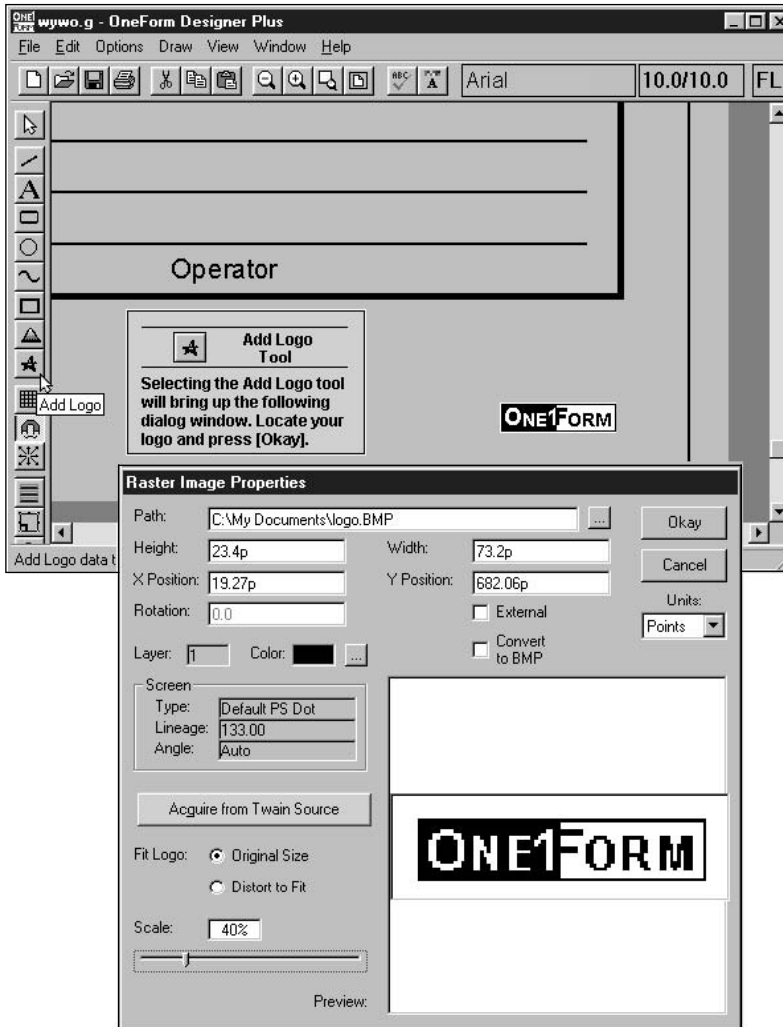 ONE FORM
wywo.g - OneForm Designer Plus
File Edit Options Draw View Window Help
ABC
A
Arial
10.0/10.0
FL
A
Operator
Add Logo
Tool
Selecting the Add Logo tool
will bring up the following
dialog window. Locate your
logo and press [Okay].
Add Logo
ONE1FORM
Add Logo data t
Raster Image Properties
Path: C:\My Documents\logo.BMP ... Okay
Height: 23.4p Width: 73.2p Cancel
X Position: 19.27p Y Position: 682.06p
Rotation: 0.0 External Units:
Points
Layer: 1 Color: ... Convert
to BMP
Screen
Type: Default PS Dot
Lineage: 133.00
Angle: Auto
Acquire from Twain Source
ONE1FORM
Fit Logo: Original Size
Distort to Fit
Scale: 40%
Preview: